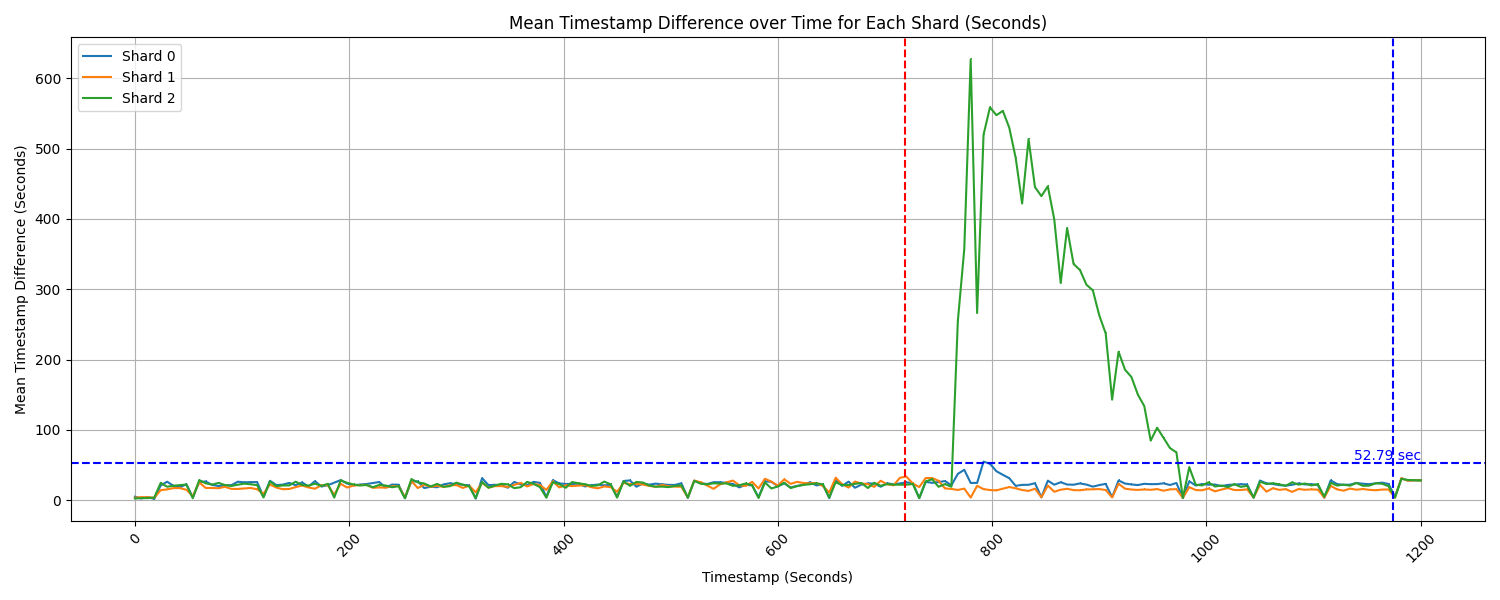 Mean Timestamp Difference over Time for Each Shard (Seconds)
Shard 0
Shard 1
Shard 2
Mean Timestamp Difference (Seconds)
600
500
400
300
200
100
0
52.79 sec
0
200
400
600
800
1000
1200
Timestamp (Seconds)